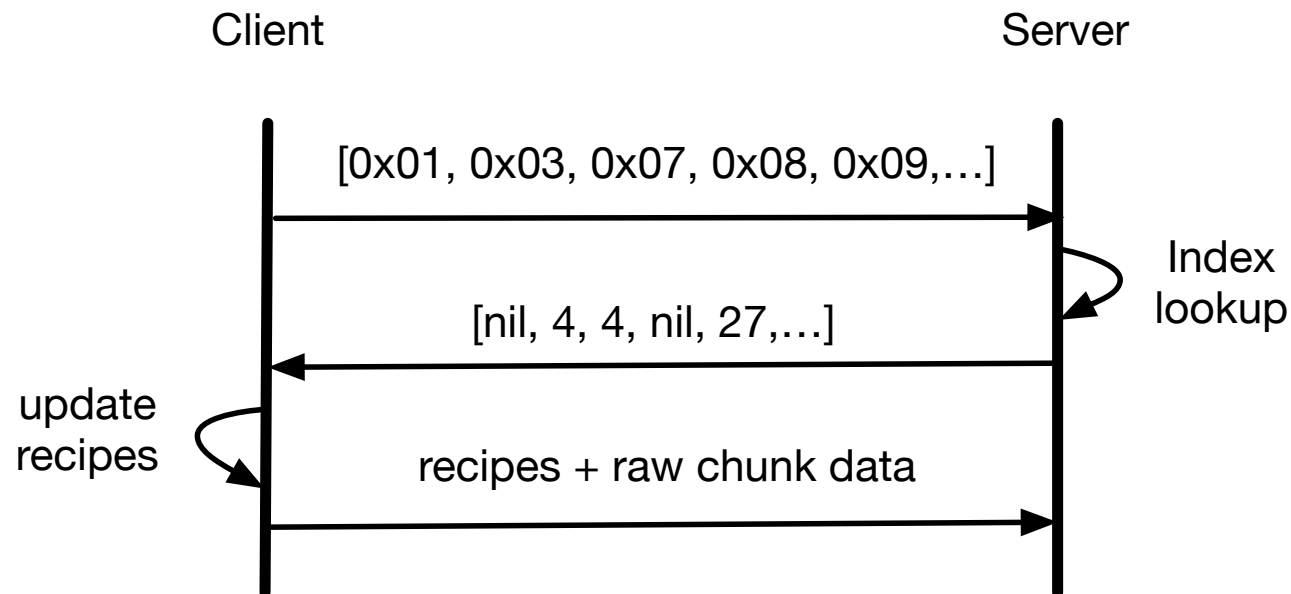 Client
Server
[0x01, 0x03, 0x07, 0x08, 0x09,…]
Index
lookup
[nil, 4, 4, nil, 27,…]
update
recipes
recipes + raw chunk data